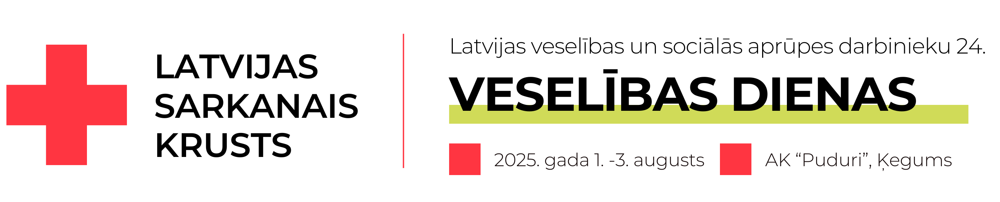 LATVIJAS
SARKANAIS
KRUSTS
Latvijas veselības un sociālās aprūpes darbinieku 24.
VESELĪBAS DIENAS
2025. gada 1. -3. augusts
AK “Puduri”, Ķegums